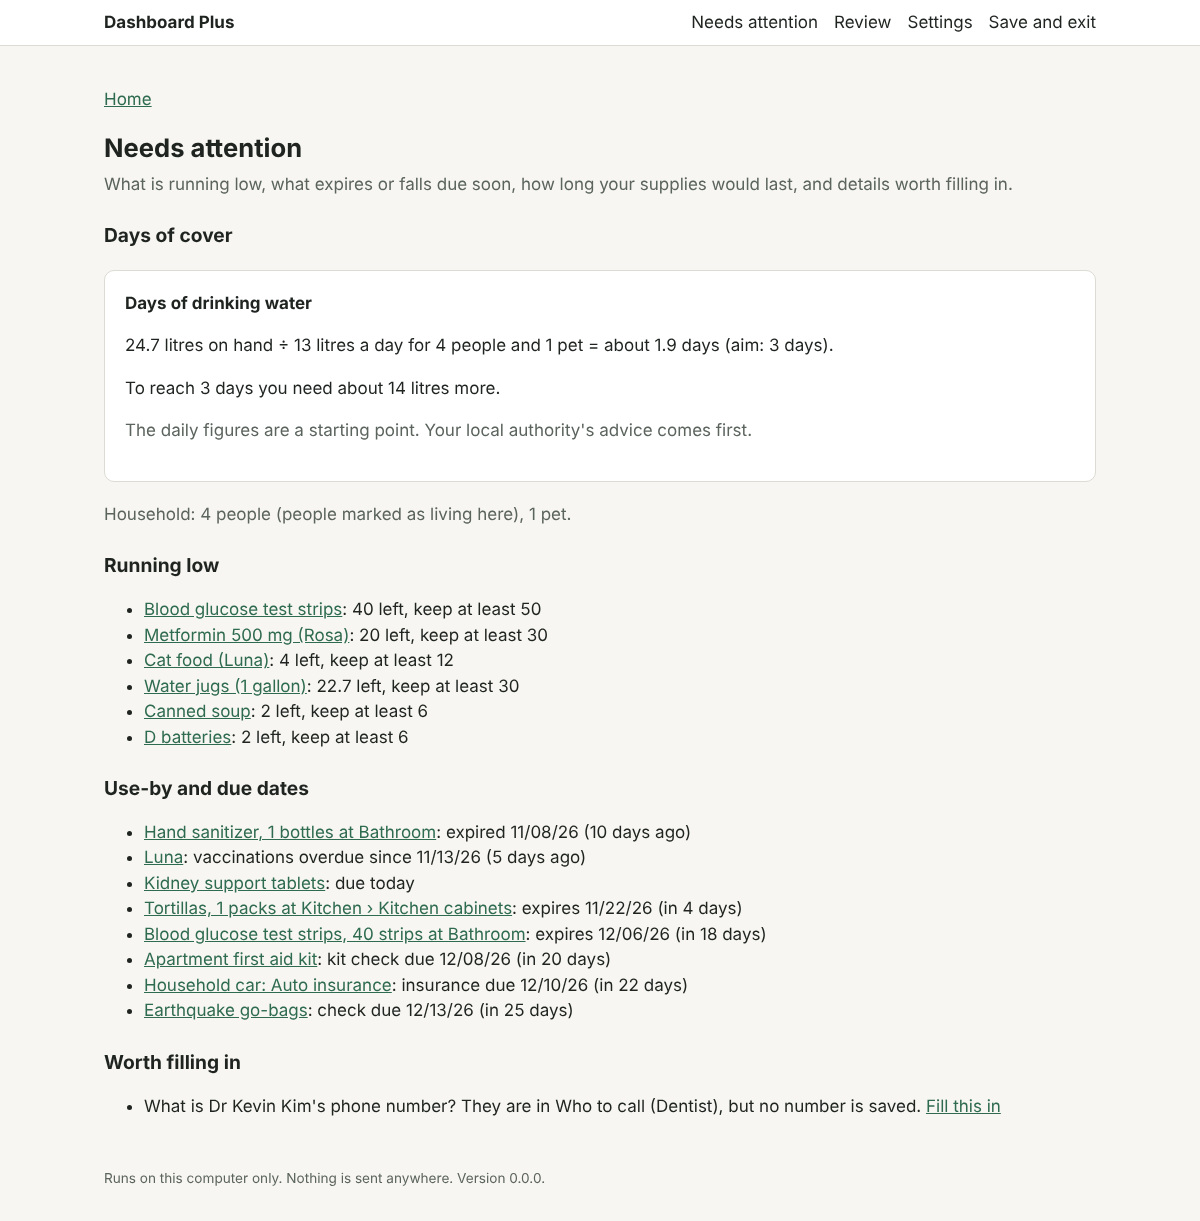 Dashboard Plus
Needs attention Review Settings Save and exit
Home
Needs attention
What is running low, what expires or falls due soon, how long your supplies would last, and details worth filling in.
Days of cover
Days of drinking water
24.7 litres on hand ÷ 13 litres a day for 4 people and 1 pet = about 1.9 days (aim: 3 days).
To reach 3 days you need about 14 litres more.
The daily figures are a starting point. Your local authority's advice comes first.
Household: 4 people (people marked as living here), 1 pet.
Running low
Blood glucose test strips: 40 left, keep at least 50
Metformin 500 mg (Rosa): 20 left, keep at least 30
Cat food (Luna): 4 left, keep at least 12
Water jugs (1 gallon): 22.7 left, keep at least 30
Canned soup: 2 left, keep at least 6
D batteries: 2 left, keep at least 6
Use-by and due dates
Hand sanitizer, 1 bottles at Bathroom: expired 11/08/26 (10 days ago)
Luna: vaccinations overdue since 11/13/26 (5 days ago)
Kidney support tablets: due today
Tortillas, 1 packs at Kitchen › Kitchen cabinets: expires 11/22/26 (in 4 days)
Blood glucose test strips, 40 strips at Bathroom: expires 12/06/26 (in 18 days)
Apartment first aid kit: kit check due 12/08/26 (in 20 days)
Household car: Auto insurance: insurance due 12/10/26 (in 22 days)
Earthquake go-bags: check due 12/13/26 (in 25 days)
Worth filling in
What is Dr Kevin Kim's phone number? They are in Who to call (Dentist), but no number is saved. Fill this in
Runs on this computer only. Nothing is sent anywhere. Version 0.0.0.